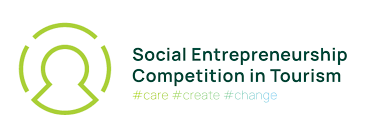 Social Entrepreneurship
Competition in Tourism
#care #create #change